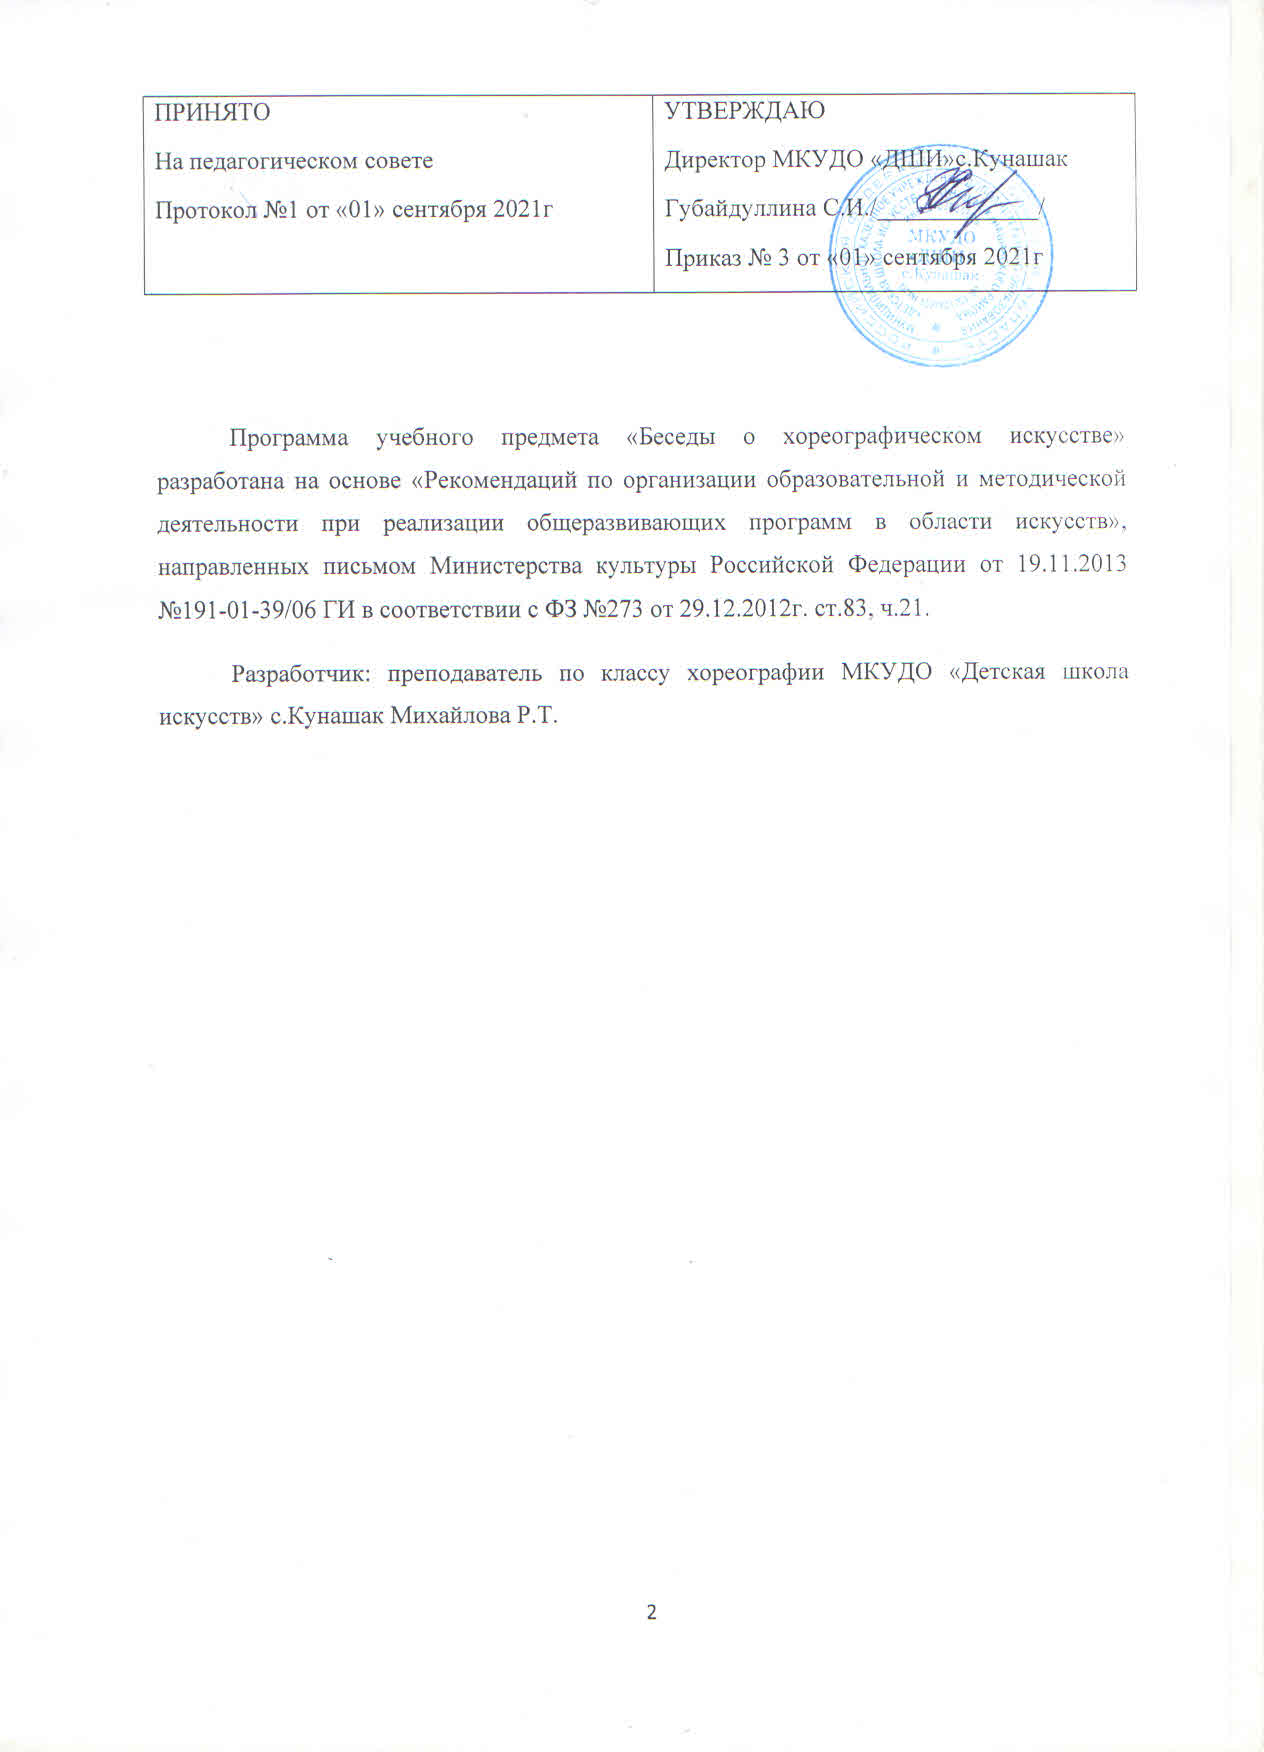 ПРИНЯТО
На педагогическом совете
Протокол №1 от «01» сентября 2021г
УТВЕРЖДАЮ
Директор МКУДО «ДШИ»с.Кунашак
Губайдуллина С.И./_____________/
Приказ № 3 от «01» сентября 2021г
МКУДО
с.Кунашак
Программа учебного предмета «Беседы о хореографическом искусстве»
разработана на основе «Рекомендаций по организации образовательной и методической
деятельности при реализации общеразвивающих программ в области искусств»,
направленных письмом Министерства культуры Российской Федерации от 19.11.2013
№191-01-39/06 ГИ в соответствии с ФЗ №273 от 29.12.2012г. ст.83, ч.21.
Разработчик: преподаватель по классу хореографии МКУДО «Детская школа
искусств» с.Кунашак Михайлова Р.Т.
2